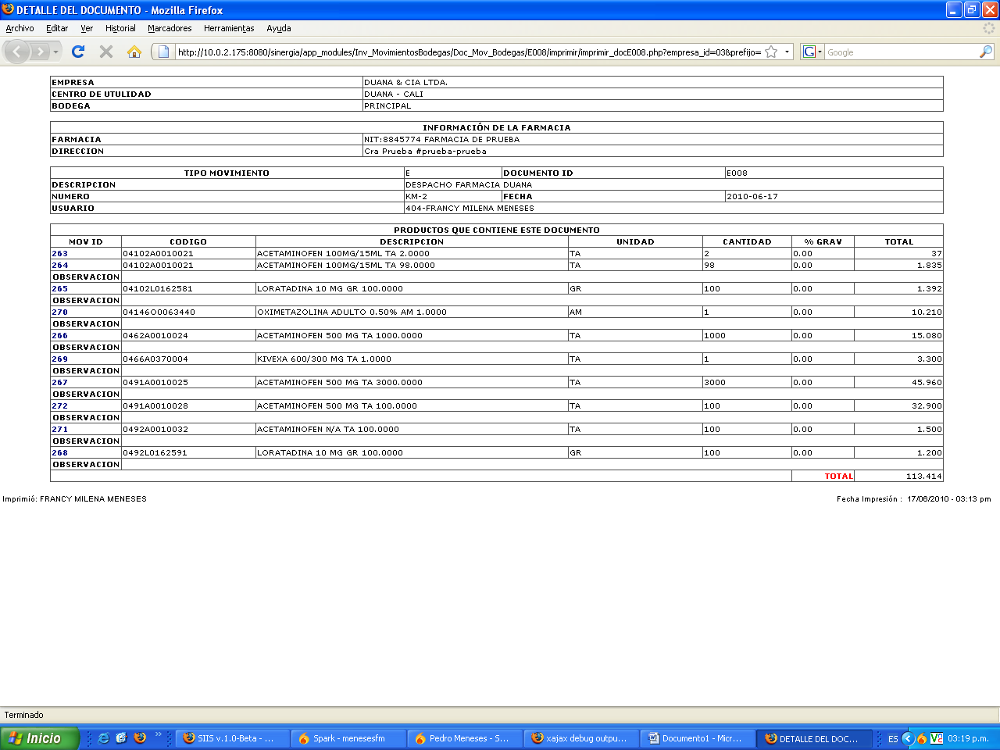 DETALLE DEL DOCUMENTO - Mozilla Firefox
Archivo Editar Ver Historial Marcadores Herramientas Ayuda
http://10.0.2.175:8080/sinergia/app_modules/Inv_MovimientosBodegas/Doc_Mov_Bodegas/E008/imprimir/imprimir_docE008.php?empresa_id=03&prefijo= G Google
EMPRESA DUANA & CIA LTDA.
CENTRO DE UTULIDAD DUANA - CALI
BODEGA PRINCIPAL
INFORMACIÓN DE LA FARMACIA
FARMACIA NIT:8845774 FARMACIA DE PRUEBA
DIRECCION Cra Prueba #prueba-prueba
TIPO MOVIMIENTO E DOCUMENTO ID E008
DESCRIPCION DESPACHO FARMACIA DUANA
NUMERO KM-2 FECHA 2010-06-17
USUARIO 404-FRANCY MILENA MENESES
PRODUCTOS QUE CONTIENE ESTE DOCUMENTO
MOV ID CODIGO DESCRIPCION UNIDAD CANTIDAD % GRAV TOTAL
263 04102A0010021 ACETAMINOFEN 100MG/15ML TA 2.0000 TA 2 0.00 37
264 04102A0010021 ACETAMINOFEN 100MG/15ML TA 98.0000 TA 98 0.00 1.835
OBSERVACION
265 04102L0162581 LORATADINA 10 MG GR 100.0000 GR 100 0.00 1.392
OBSERVACION
270 04146O0063440 OXIMETAZOLINA ADULTO 0.50% AM 1.0000 AM 1 0.00 10.210
OBSERVACION
266 0462A0010024 ACETAMINOFEN 500 MG TA 1000.0000 TA 1000 0.00 15.080
OBSERVACION
269 0466A0370004 KIVEXA 600/300 MG TA 1.0000 TA 1 0.00 3.300
OBSERVACION
267 0491A0010025 ACETAMINOFEN 500 MG TA 3000.0000 TA 3000 0.00 45.960
OBSERVACION
272 0491A0010028 ACETAMINOFEN 500 MG TA 100.0000 TA 100 0.00 32.900
OBSERVACION
271 0492A0010032 ACETAMINOFEN N/A TA 100.0000 TA 100 0.00 1.500
OBSERVACION
268 0492L0162591 LORATADINA 10 MG GR 100.0000 GR 100 0.00 1.200
OBSERVACION
TOTAL 113.414
Imprimió: FRANCY MILENA MENESES Fecha Impresión : 17/06/2010 - 03:13 pm
Terminado
Inicio SIIS v.1.0-Beta - ... Spark - menesesfm Pedro Meneses - S... xajax debug outpu... Documento1 - Micr... DETALLE DEL DOC... ES 03:19 p.m.